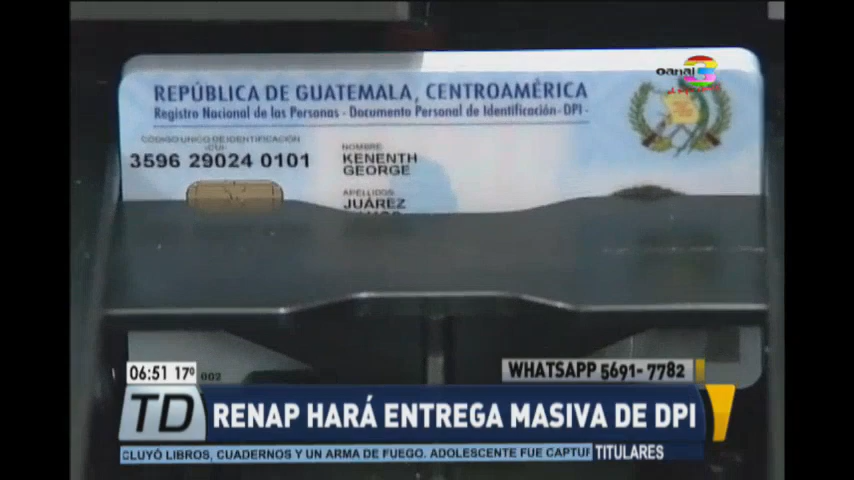 canal 3
REPÚBLICA DE GUATEMALA, CENTROAMÉRICA
Registro Nacional de las Personas - Documento Personal de Identificación - DPI -
CÓDIGO ÚNICO DE IDENTIFICACIÓN
(CUI)
3596 29024 0101
NOMBRE
KENENTH
GEORGE
APELLIDOS
JUÁREZ
06:51 17º
002
WHATSAPP 5691-7782
TD
RENAP HARÁ ENTREGA MASIVA DE DPI
CLUYÓ LIBROS, CUADERNOS Y UN ARMA DE FUEGO. ADOLESCENTE FUE CAPTUR
TITULARES